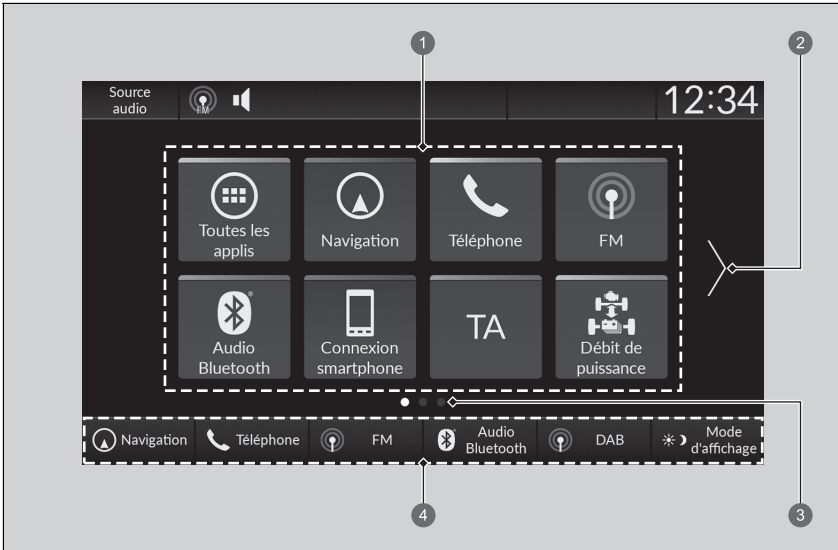 1
2
Source
audio
FM
12:34
Toutes les
applis
Navigation
Téléphone
FM
Audio
Bluetooth
Connexion
smartphone
TA
Débit de
puissance
Navigation
Téléphone
FM
Audio
Bluetooth
DAB
Mode
d'affichage
4
3